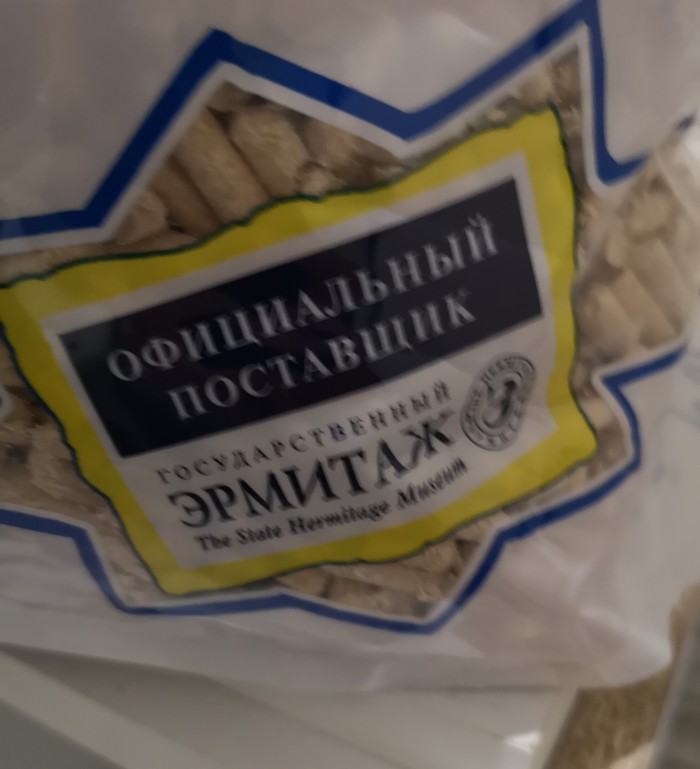 ОФИЦИАЛЬНЫЙ
ПОСТАВЩИК
ГОСУДАРСТВЕННЫЙ
ЭРМИТАЖ
The State Hermitage Museum